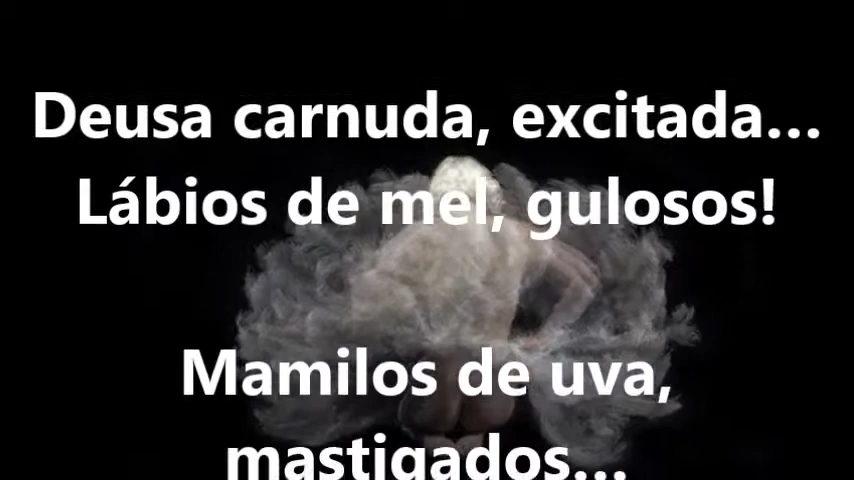 Deusa carnuda, excitada...
Lábios de mel, gulosos!
Mamilos de uva,
mastigados...